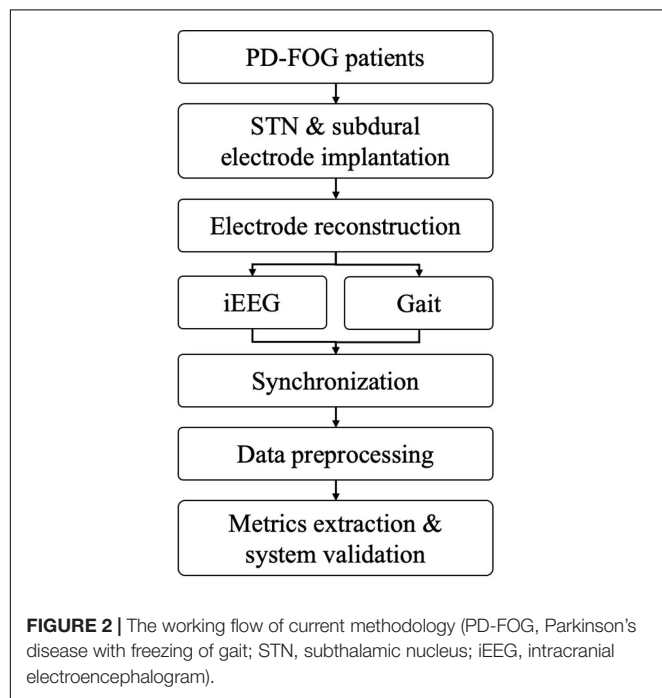 PD-FOG patients
STN & subdural
electrode implantation
Electrode reconstruction
iEEG
Gait
Synchronization
Data preprocessing
Metrics extraction &
system validation
FIGURE 2 | The working flow of current methodology (PD-FOG, Parkinson's
disease with freezing of gait; STN, subthalamic nucleus; iEEG, intracranial
electroencephalogram).